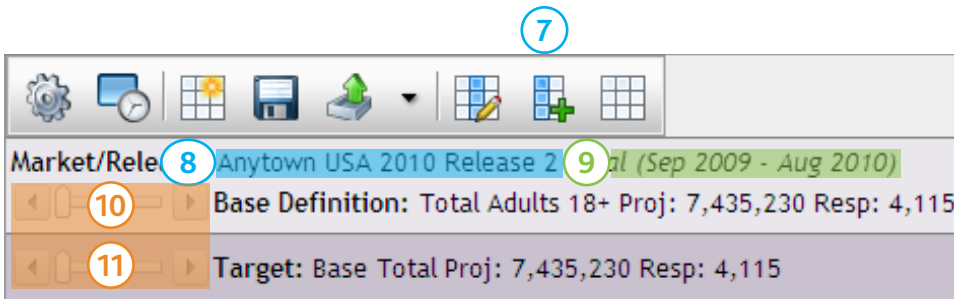 7
Market/Rele 8 Anytown USA 2010 Release 2 9 al (Sep 2009 - Aug 2010)
10 Base Definition: Total Adults 18+ Proj: 7,435,230 Resp: 4,115
11 Target: Base Total Proj: 7,435,230 Resp: 4,115